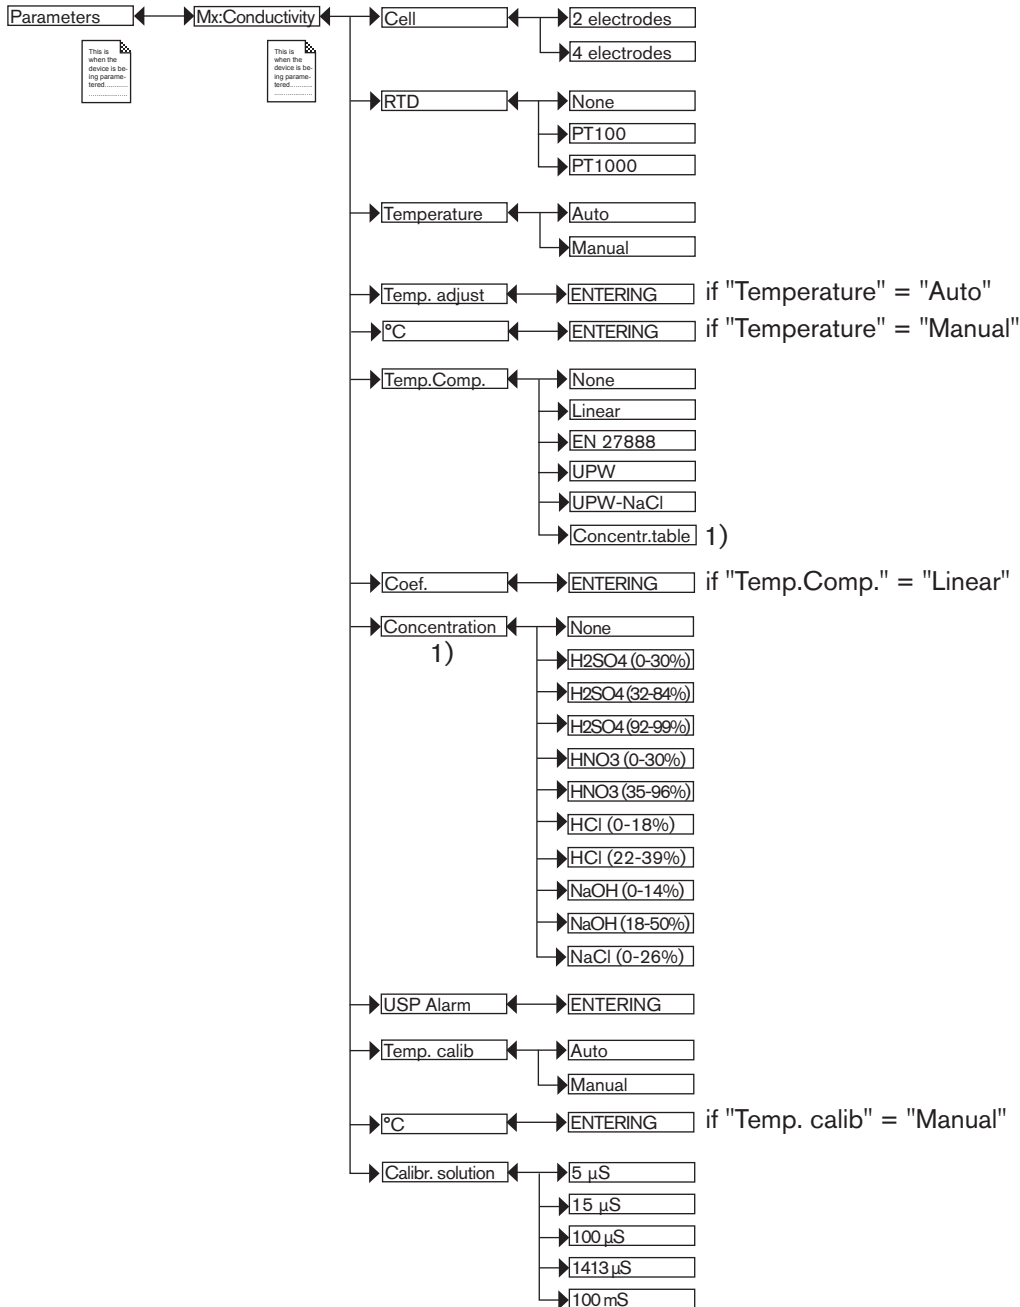 Parameters Mx:Conductivity Cell 2 electrodes
4 electrodes
This is
when the
device is be-
ing parame-
tered..........
....................
This is
when the
device is be-
ing parame-
tered..........
....................
RTD None
PT100
PT1000
Temperature Auto
Manual
Temp. adjust ENTERING if "Temperature" = "Auto"
°C ENTERING if "Temperature" = "Manual"
Temp.Comp. None
Linear
EN 27888
UPW
UPW-NaCl
Concentr.table 1)
Coef. ENTERING if "Temp.Comp." = "Linear"
Concentration None
1)
H2SO4 (0-30%)
H2SO4 (32-84%)
H2SO4 (92-99%)
HNO3 (0-30%)
HNO3 (35-96%)
HCl (0-18%)
HCl (22-39%)
NaOH (0-14%)
NaOH (18-50%)
NaCl (0-26%)
USP Alarm ENTERING
Temp. calib Auto
Manual
°C ENTERING if "Temp. calib" = "Manual"
Calibr. solution 5 µS
15 µS
100 µS
1413 µS
100 mS